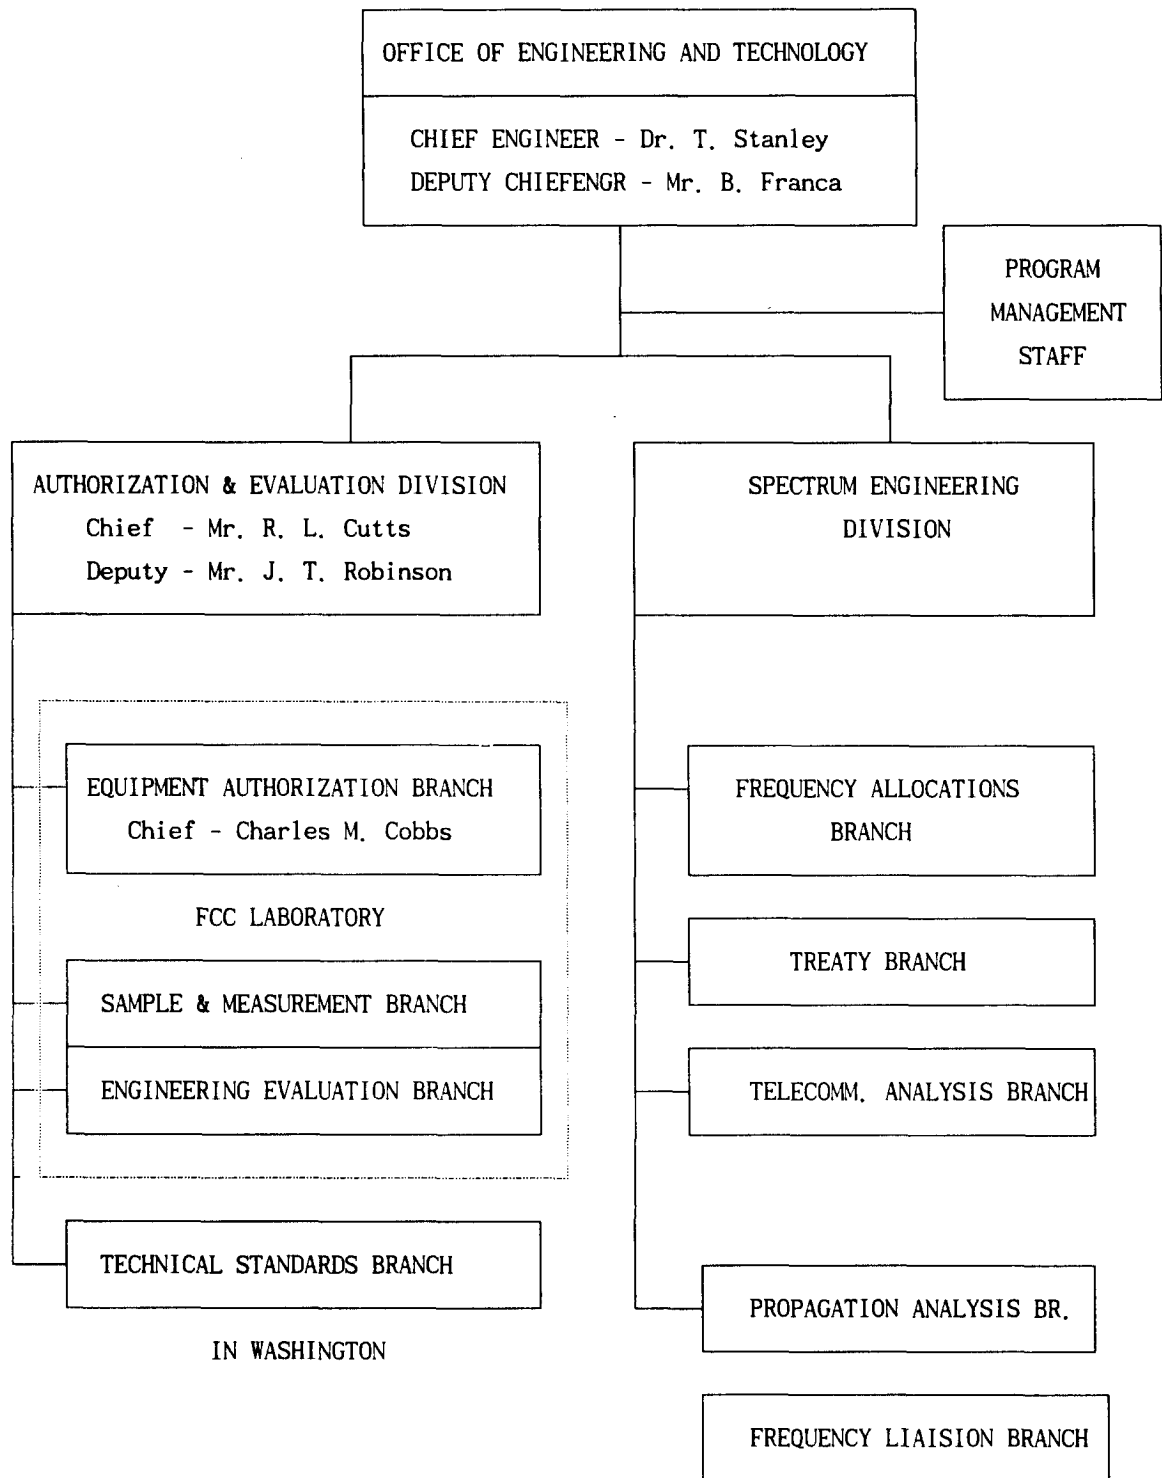 OFFICE OF ENGINEERING AND TECHNOLOGY
CHIEF ENGINEER - Dr. T. Stanley
DEPUTY CHIEFENGR - Mr. B. Franca
PROGRAM
MANAGEMENT
STAFF
AUTHORIZATION & EVALUATION DIVISION
Chief - Mr. R. L. Cutts
Deputy - Mr. J. T. Robinson
SPECTRUM ENGINEERING
DIVISION
EQUIPMENT AUTHORIZATION BRANCH
Chief - Charles M. Cobbs
FCC LABORATORY
SAMPLE & MEASUREMENT BRANCH
ENGINEERING EVALUATION BRANCH
TECHNICAL STANDARDS BRANCH
IN WASHINGTON
FREQUENCY ALLOCATIONS
BRANCH
TREATY BRANCH
TELECOMM. ANALYSIS BRANCH
PROPAGATION ANALYSIS BR.
FREQUENCY LIAISION BRANCH